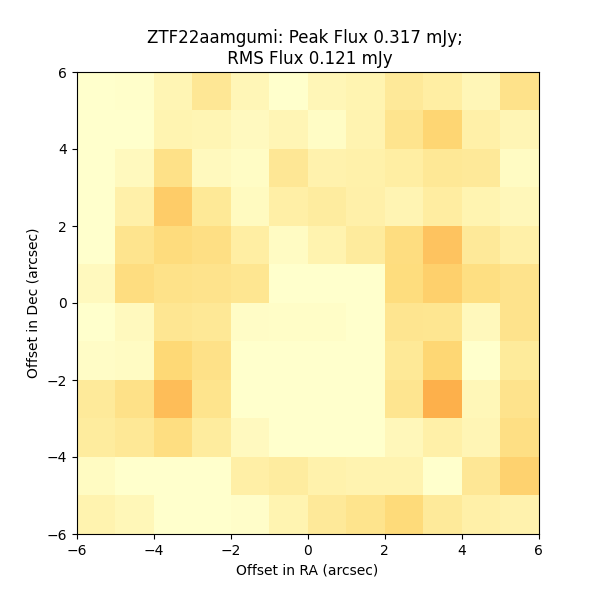 ZTF22aamgumi: Peak Flux 0.317 mJy;
RMS Flux 0.121 mJy
6
4
2
0
−2
−4
−6
Offset in Dec (arcsec)
−6 −4 −2 0 2 4 6
Offset in RA (arcsec)